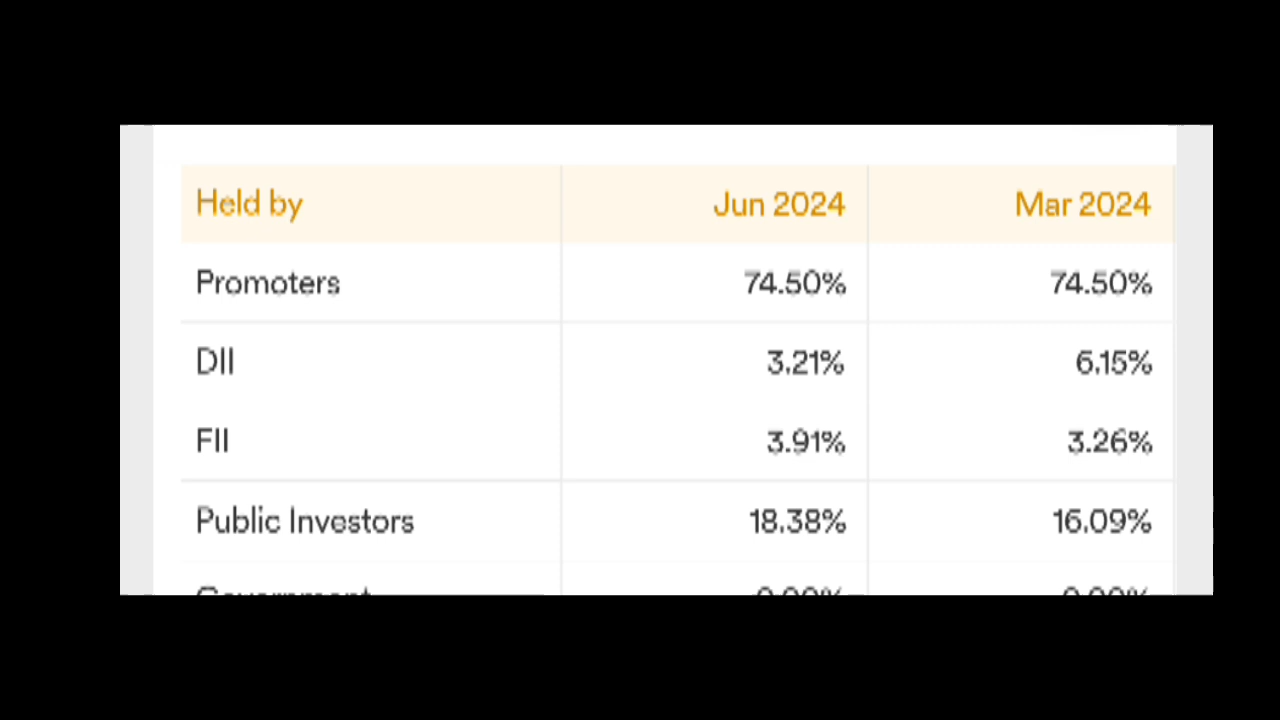 Held by Jun 2024 Mar 2024
Promoters 74.50% 74.50%
DII 3.21% 6.15%
FII 3.91% 3.26%
Public Investors 18.38% 16.09%
Government